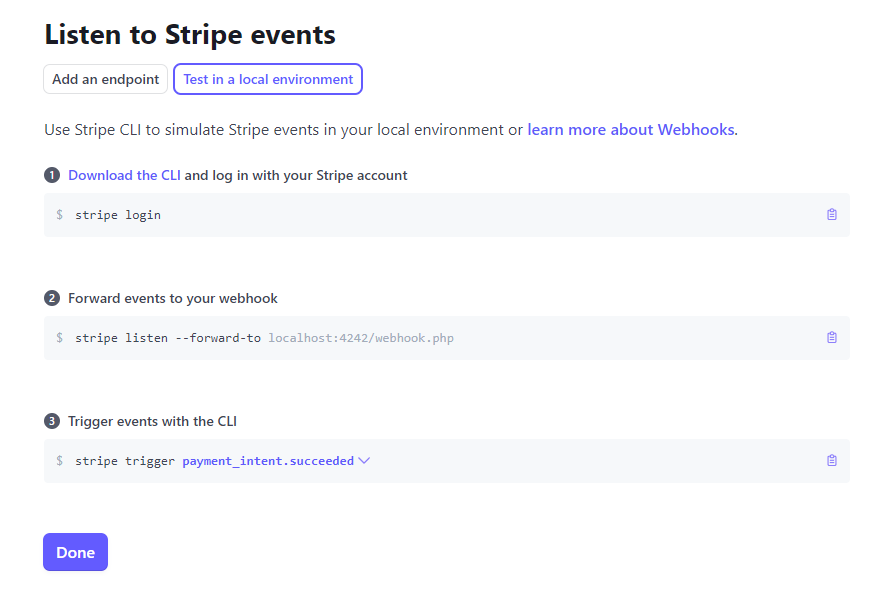 Listen to Stripe events
Add an endpoint Test in a local environment
Use Stripe CLI to simulate Stripe events in your local environment or learn more about Webhooks.
1 Download the CLI and log in with your Stripe account
$ stripe login
2 Forward events to your webhook
$ stripe listen --forward-to localhost:4242/webhook.php
3 Trigger events with the CLI
$ stripe trigger payment_intent.succeeded
Done